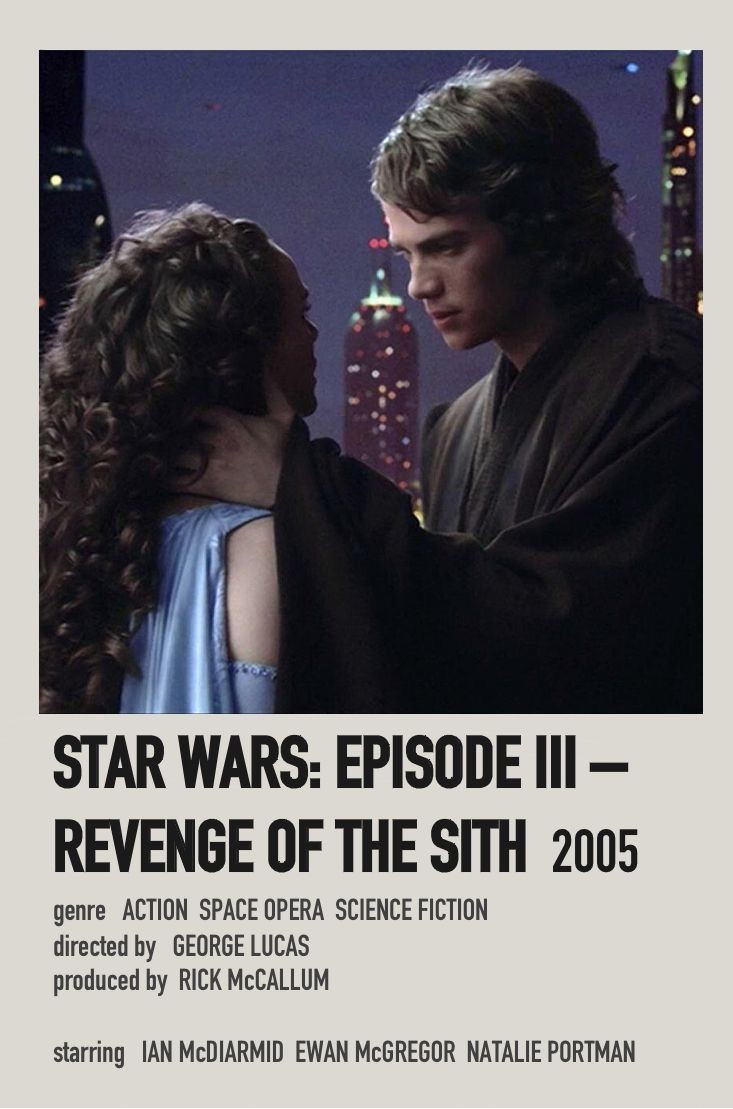 STAR WARS: EPISODE III –
REVENGE OF THE SITH 2005
genre ACTION SPACE OPERA SCIENCE FICTION
directed by GEORGE LUCAS
produced by RICK McCALLUM
starring IAN McDIARMID EWAN McGREGOR NATALIE PORTMAN